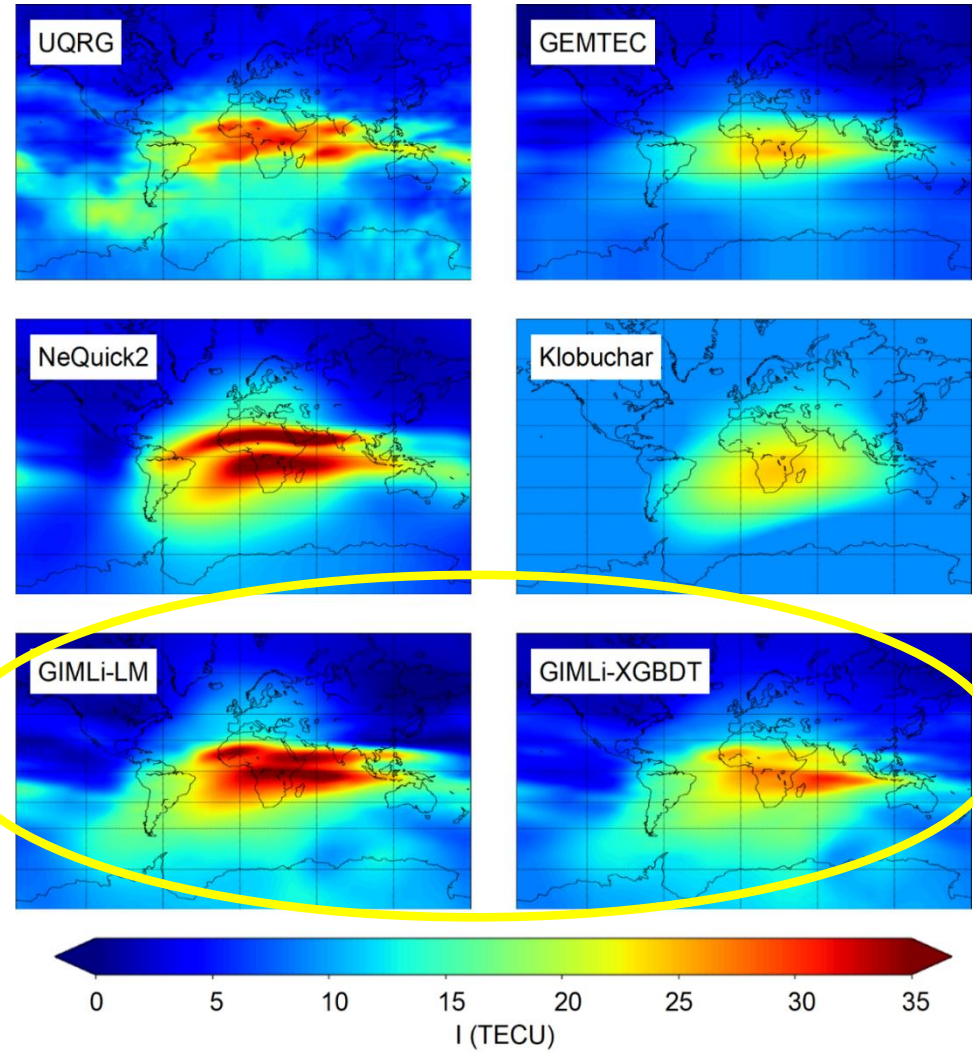 UQRG
GEMTEC
NeQuick2
Klobuchar
GIMLi-LM
GIMLi-XGBDT
0 5 10 15 20 25 30 35
I (TECU)